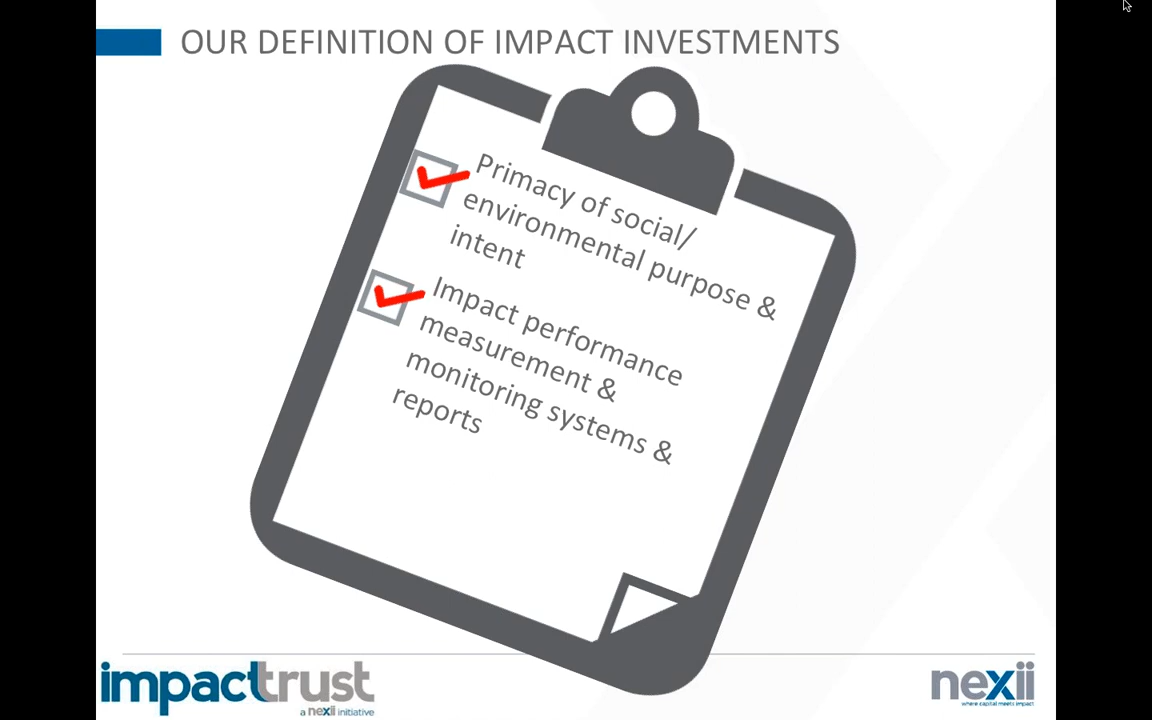 OUR DEFINITION OF IMPACT INVESTMENTS
Primacy of social/
environmental purpose &
intent
Impact performance
measurement &
monitoring systems &
reports
impacttrust
a nexii initiative
nexii
where capital meets impact